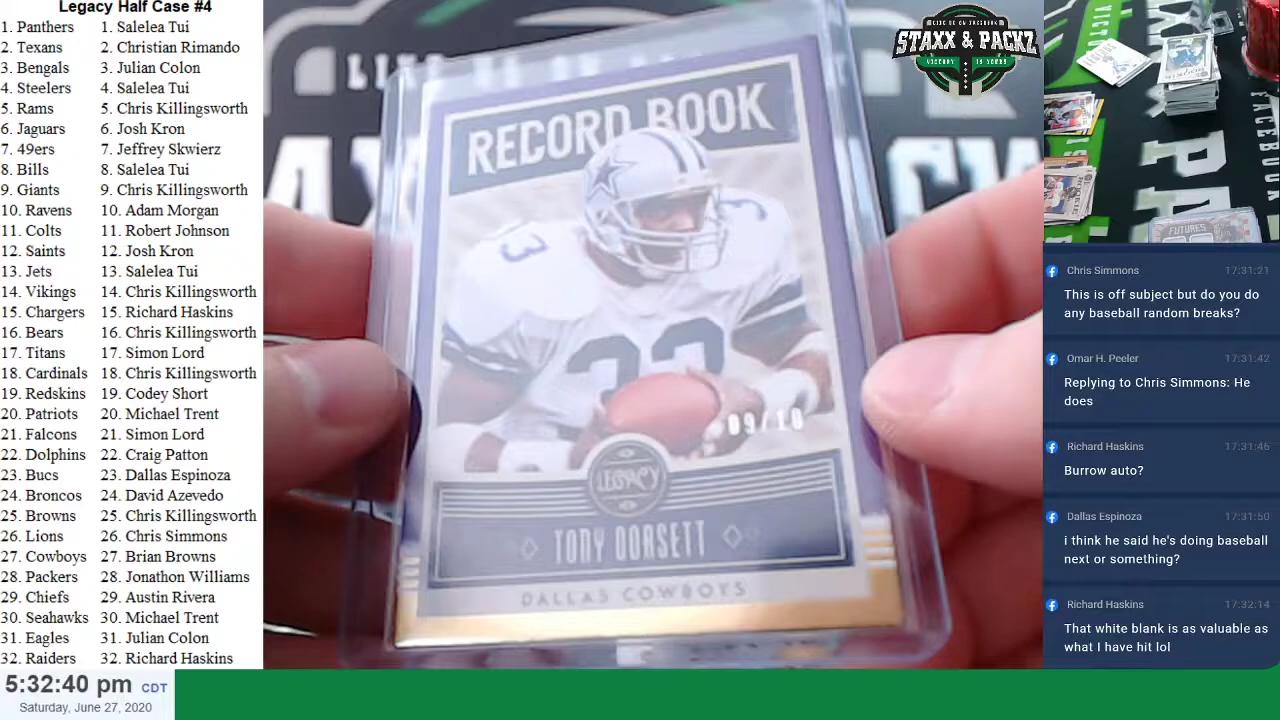 Legacy Half Case #4
1. Panthers 1. Salelea Tui
2. Texans 2. Christian Rimando
3. Bengals 3. Julian Colon
4. Steelers 4. Salelea Tui
5. Rams 5. Chris Killingsworth
6. Jaguars 6. Josh Kron
7. 49ers 7. Jeffrey Skwierz
8. Bills 8. Salelea Tui
9. Giants 9. Chris Killingsworth
10. Ravens 10. Adam Morgan
11. Colts 11. Robert Johnson
12. Saints 12. Josh Kron
13. Jets 13. Salelea Tui
14. Vikings 14. Chris Killingsworth
15. Chargers 15. Richard Haskins
16. Bears 16. Chris Killingsworth
17. Titans 17. Simon Lord
18. Cardinals 18. Chris Killingsworth
19. Redskins 19. Codey Short
20. Patriots 20. Michael Trent
21. Falcons 21. Simon Lord
22. Dolphins 22. Craig Patton
23. Bucs 23. Dallas Espinoza
24. Broncos 24. David Azevedo
25. Browns 25. Chris Killingsworth
26. Lions 26. Chris Simmons
27. Cowboys 27. Brian Browns
28. Packers 28. Jonathon Williams
29. Chiefs 29. Austin Rivera
30. Seahawks 30. Michael Trent
31. Eagles 31. Julian Colon
32. Raiders 32. Richard Haskins
5:32:40 pm CDT
Saturday, June 27, 2020
RECORD BOOK
3
33
09/10
LEGACY
TONY DORSETT
DALLAS COWBOYS
STAXX & PACKZ
FUTURES
Chris Simmons 17:31:21
This is off subject but do you do
any baseball random breaks?
Omar H. Peeler 17:31:42
Replying to Chris Simmons: He
does
Richard Haskins 17:31:46
Burrow auto?
Dallas Espinoza 17:31:50
i think he said he's doing baseball
next or something?
Richard Haskins 17:32:14
That white blank is as valuable as
what I have hit lol